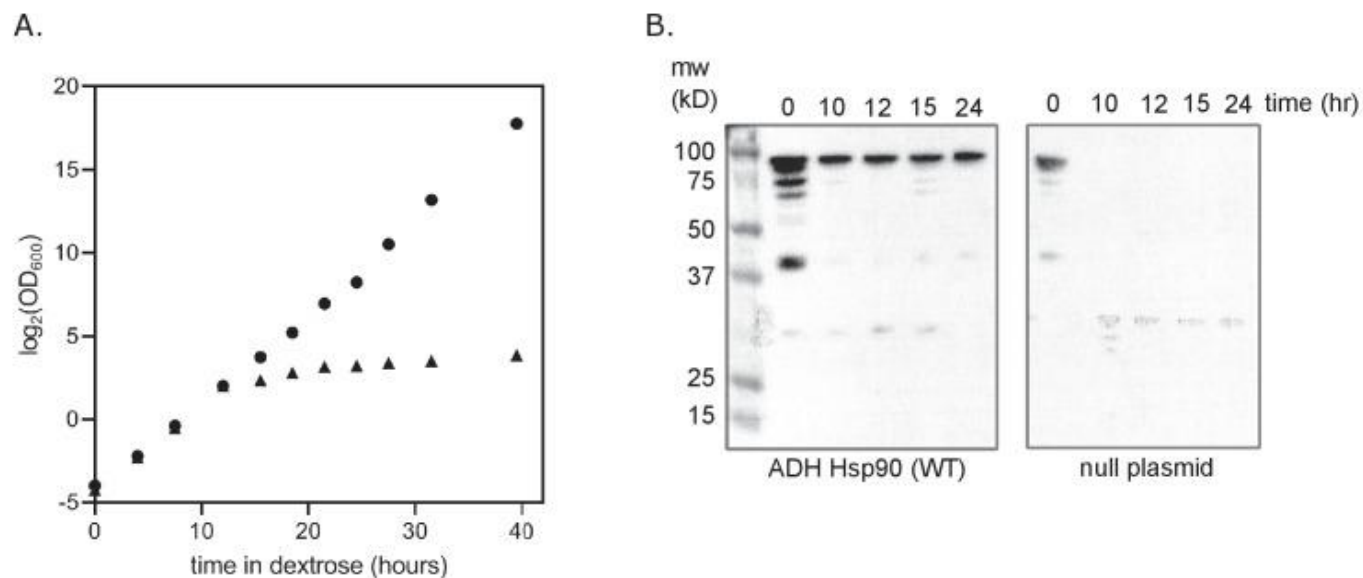 A.
20
15
10
5
0
-5
log₂(OD₆₀₀)
0 10 20 30 40
time in dextrose (hours)
B.
mw
(kD)
0 10 12 15 24
100
75
50
37
25
15
ADH Hsp90 (WT)
0 10 12 15 24 time (hr)
null plasmid